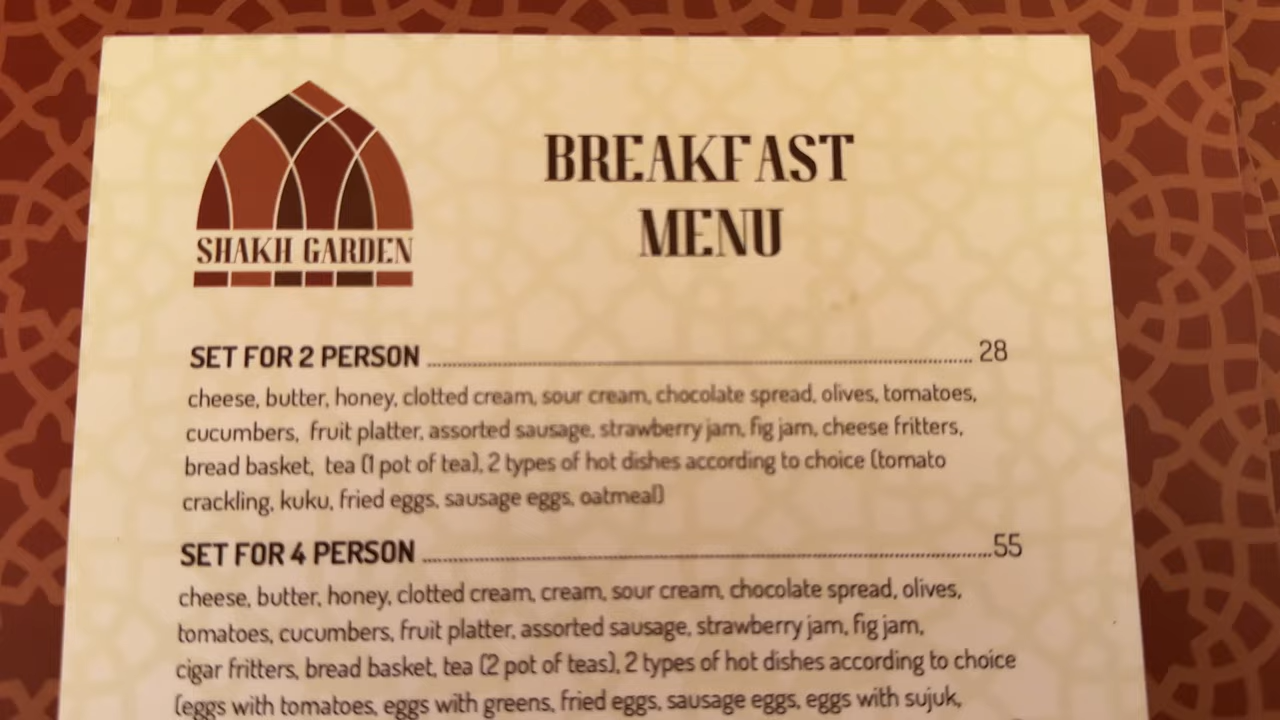 SHAKH GARDEN
BREAKFAST
MENU
SET FOR 2 PERSON ........................................ 28
cheese, butter, honey, clotted cream, sour cream, chocolate spread, olives, tomatoes,
cucumbers, fruit platter, assorted sausage, strawberry jam, fig jam, cheese fritters,
bread basket, tea (1 pot of tea), 2 types of hot dishes according to choice (tomato
crackling, kuku, fried eggs, sausage eggs, oatmeal)
SET FOR 4 PERSON ........................................ 55
cheese, butter, honey, clotted cream, cream, sour cream, chocolate spread, olives,
tomatoes, cucumbers, fruit platter, assorted sausage, strawberry jam, fig jam,
cigar fritters, bread basket, tea (2 pot of teas), 2 types of hot dishes according to choice
(eggs with tomatoes, eggs with greens, fried eggs, sausage eggs, eggs with sujuk,